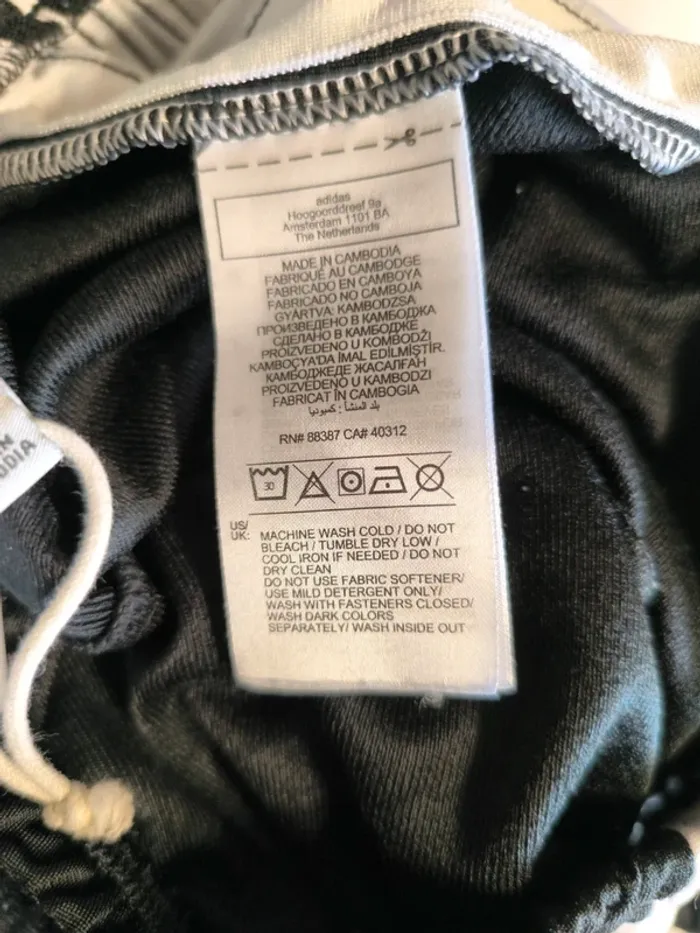 adidas
Hoogoorddreef 9a
Amsterdam 1101 BA
The Netherlands
MADE IN CAMBODIA
FABRIQUÉ AU CAMBODGE
FABRICADO EN CAMBOYA
FABRICADO NO CAMBOJA
GYÁRTVA: KAMBODZSA
ПРОИЗВЕДЕНО В КАМБОДЖА
СДЕЛАНО В КАМБОДЖЕ
PROIZVEDENO U KOMBODŽI
KAMBOÇYA'DA İMAL EDİLMİŞTİR.
КАМБОДЖЕДЕ ЖАСАЛҒАН
PROIZVEDENO U KAMBODZI
FABRICAT ÎN CAMBOGIA
بلد المنشأ: كمبوديا
RN# 88387 CA# 40312
30
US/
UK:
MACHINE WASH COLD / DO NOT
BLEACH / TUMBLE DRY LOW /
COOL IRON IF NEEDED / DO NOT
DRY CLEAN
DO NOT USE FABRIC SOFTENER/
USE MILD DETERGENT ONLY/
WASH WITH FASTENERS CLOSED/
WASH DARK COLORS
SEPARATELY/ WASH INSIDE OUT